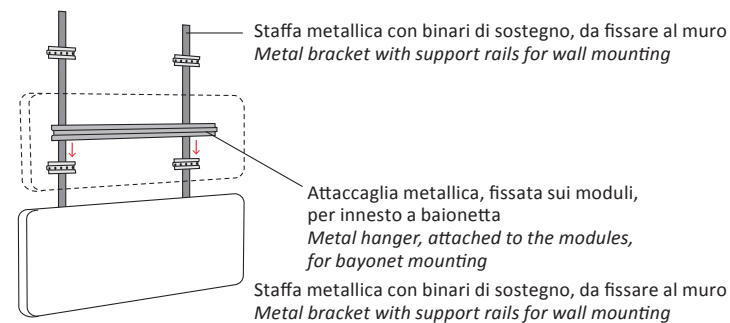 Staffa metallica con binari di sostegno, da fissare al muro
Metal bracket with support rails for wall mounting
Attaccaglia metallica, fissata sui moduli,
per innesto a baionetta
Metal hanger, attached to the modules,
for bayonet mounting
Staffa metallica con binari di sostegno, da fissare al muro
Metal bracket with support rails for wall mounting